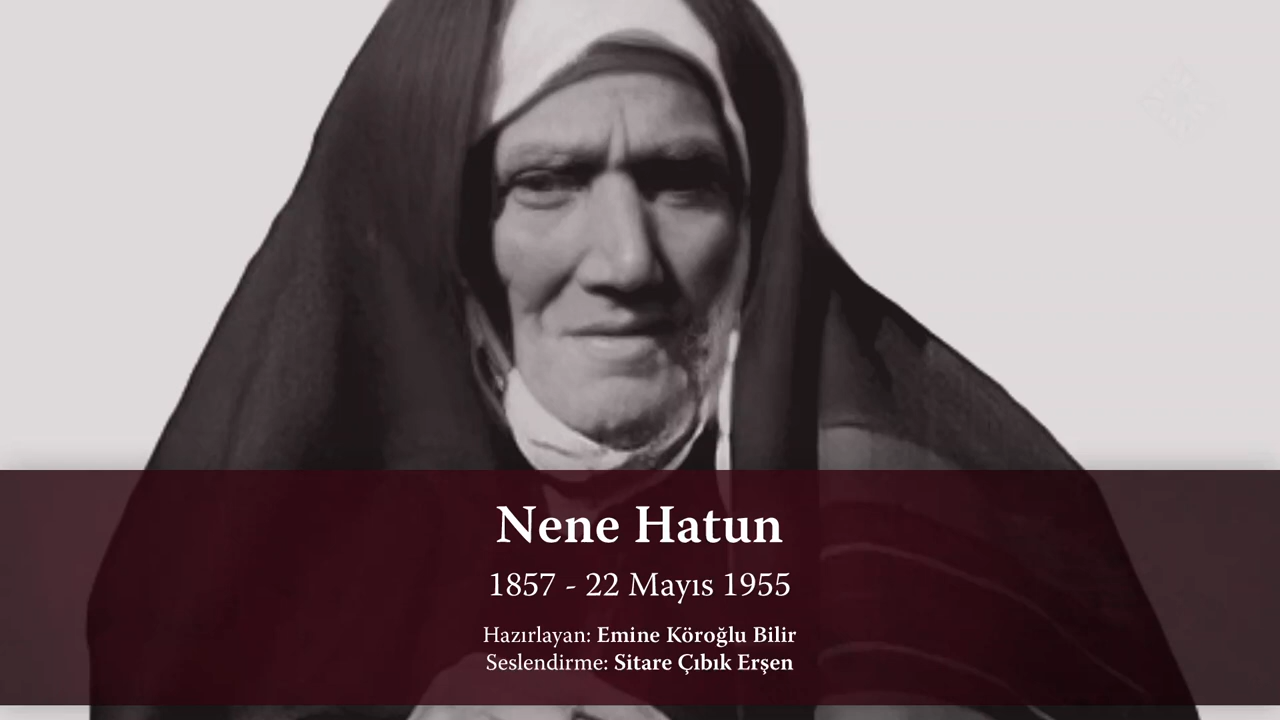 Nene Hatun
1857 - 22 Mayıs 1955
Hazırlayan: Emine Köroğlu Bilir
Seslendirme: Sitare Çıbık Erşen